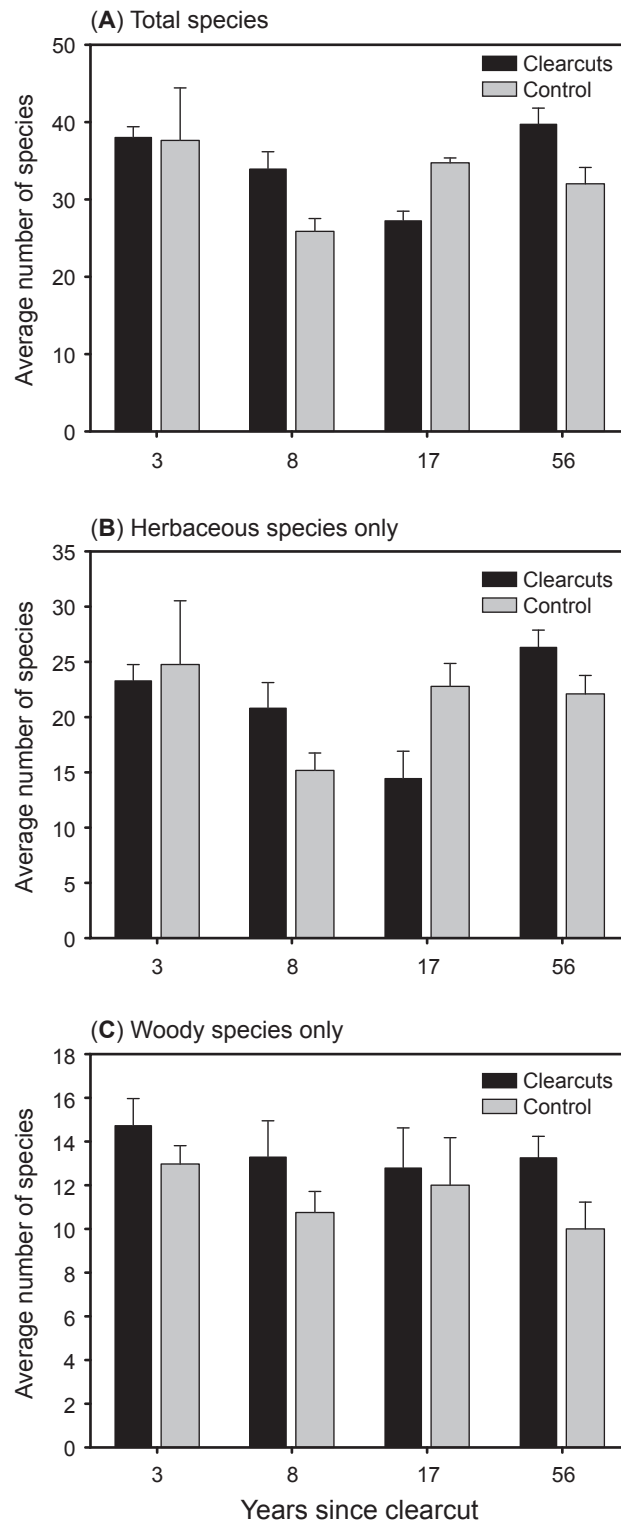 (A) Total species
50
40
30
20
10
0
Average number of species
Clearcuts
Control
3 8 17 56
(B) Herbaceous species only
35
30
25
20
15
10
5
0
Average number of species
Clearcuts
Control
3 8 17 56
(C) Woody species only
18
16
14
12
10
8
6
4
2
0
Average number of species
Clearcuts
Control
3 8 17 56
Years since clearcut